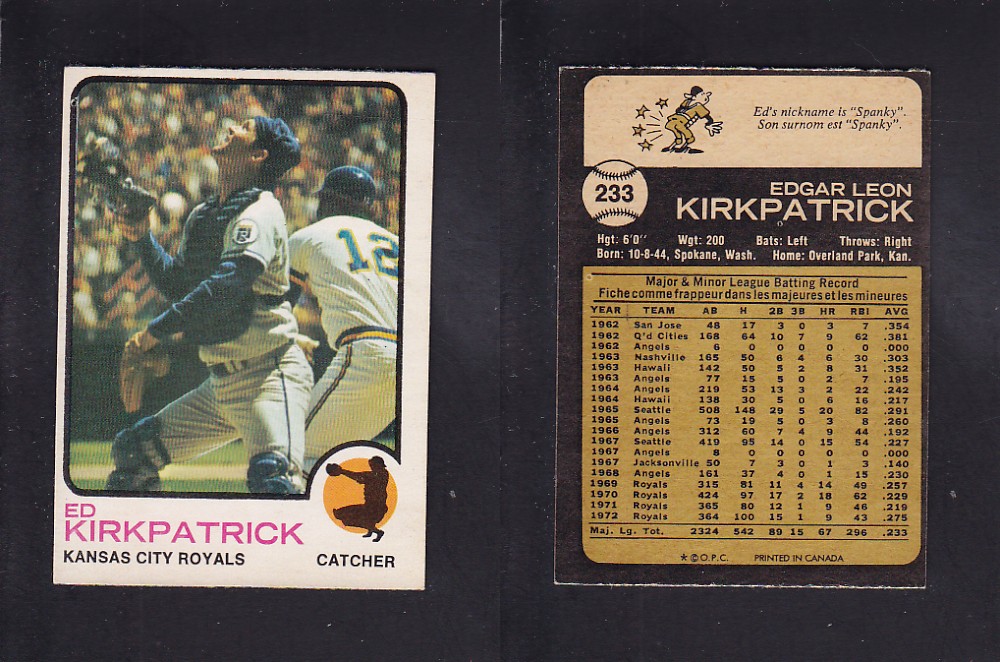 12
R
ED
KIRKPATRICK
KANSAS CITY ROYALS CATCHER
Ed's nickname is "Spanky".
Son surnom est "Spanky".
233
EDGAR LEON
KIRKPATRICK
Hgt: 6'0" Wgt: 200 Bats: Left Throws: Right
Born: 10-8-44, Spokane, Wash. Home: Overland Park, Kan.
Major & Minor League Batting Record
Fiche comme frappeur dans les majeures et les mineures
YEAR TEAM AB H 2B 3B HR RBI AVG
1962 San Jose 48 17 3 0 3 7 .354
1962 Q'd Cities 168 64 10 7 9 62 .381
1962 Angels 6 0 0 0 0 0 .000
1963 Nashville 165 50 6 4 6 30 .303
1963 Hawaii 142 50 5 2 8 31 .352
1963 Angels 77 15 5 0 2 7 .195
1964 Angels 219 53 13 3 2 22 .242
1964 Hawaii 138 30 5 0 6 16 .217
1965 Seattle 508 148 29 5 20 82 .291
1965 Angels 73 19 5 0 3 8 .260
1966 Angels 312 60 7 4 9 44 .192
1967 Seattle 419 95 14 0 15 54 .227
1967 Angels 8 0 0 0 0 0 .000
1967 Jacksonville 50 7 3 0 1 3 .140
1968 Angels 161 37 4 0 1 15 .230
1969 Royals 315 81 11 4 14 49 .257
1970 Royals 424 97 17 2 18 62 .229
1971 Royals 365 80 12 1 9 46 .219
1972 Royals 364 100 15 1 9 43 .275
Maj. Lg. Tot. 2324 542 89 15 67 296 .233
* © O.P.C. PRINTED IN CANADA